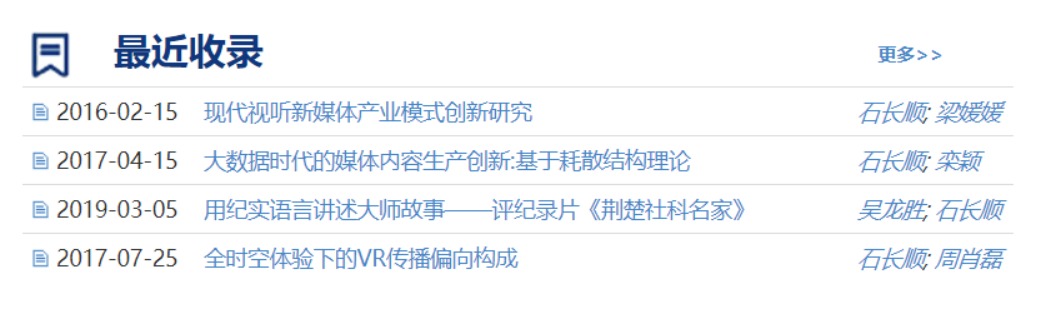 最近收录 更多>>
2016-02-15 现代视听新媒体产业模式创新研究 石长顺; 梁媛媛
2017-04-15 大数据时代的媒体内容生产创新:基于耗散结构理论 石长顺; 栾颖
2019-03-05 用纪实语言讲述大师故事——评纪录片《荆楚社科名家》 吴龙胜; 石长顺
2017-07-25 全时空体验下的VR传播偏向构成 石长顺; 周肖磊